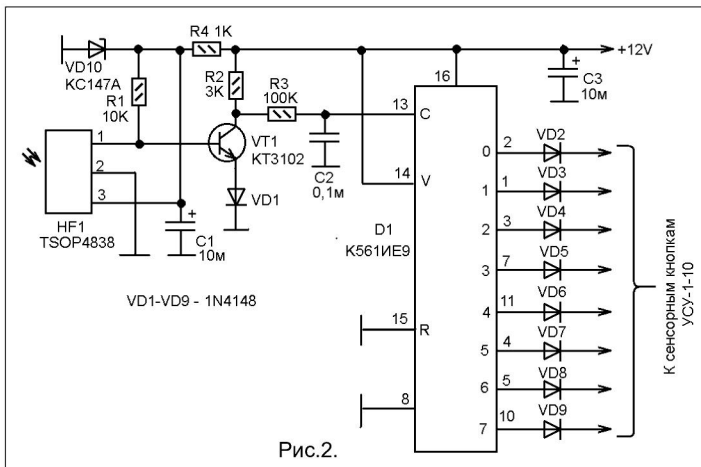 R4 1K
+12V
VD10
КС147А
R1
10K
R2
3K
R3
100K
16
C3
10м
+
13
C
1
VT1
КТ3102
C2
0,1м
0
2
VD2
2
14
V
1
1
VD3
3
VD1
D1
К561ИЕ9
2
3
VD4
HF1
TSOP4838
+
C1
10м
3
7
VD5
VD1-VD9 - 1N4148
4
11
VD6
15
R
5
4
VD7
6
5
VD8
8
7
10
VD9
К сенсорным кнопкам
УСУ-1-10
Рис.2.